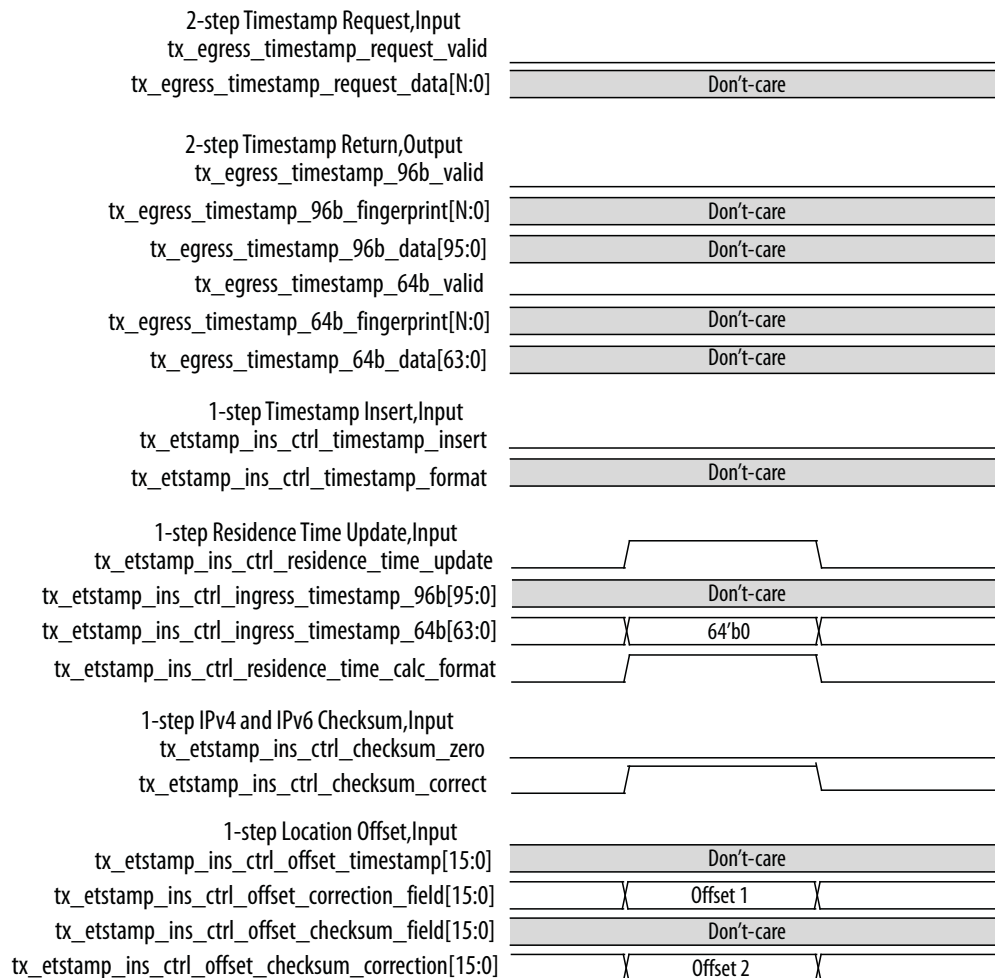 2-step Timestamp Request,Input
tx_egress_timestamp_request_valid
tx_egress_timestamp_request_data[N:0] Don't-care
2-step Timestamp Return,Output
tx_egress_timestamp_96b_valid
tx_egress_timestamp_96b_fingerprint[N:0] Don't-care
tx_egress_timestamp_96b_data[95:0] Don't-care
tx_egress_timestamp_64b_valid
tx_egress_timestamp_64b_fingerprint[N:0] Don't-care
tx_egress_timestamp_64b_data[63:0] Don't-care
1-step Timestamp Insert,Input
tx_etstamp_ins_ctrl_timestamp_insert
tx_etstamp_ins_ctrl_timestamp_format Don't-care
1-step Residence Time Update,Input
tx_etstamp_ins_ctrl_residence_time_update
tx_etstamp_ins_ctrl_ingress_timestamp_96b[95:0] Don't-care
tx_etstamp_ins_ctrl_ingress_timestamp_64b[63:0] 64'b0
tx_etstamp_ins_ctrl_residence_time_calc_format
1-step IPv4 and IPv6 Checksum,Input
tx_etstamp_ins_ctrl_checksum_zero
tx_etstamp_ins_ctrl_checksum_correct
1-step Location Offset,Input
tx_etstamp_ins_ctrl_offset_timestamp[15:0] Don't-care
tx_etstamp_ins_ctrl_offset_correction_field[15:0] Offset 1
tx_etstamp_ins_ctrl_offset_checksum_field[15:0] Don't-care
tx_etstamp_ins_ctrl_offset_checksum_correction[15:0] Offset 2